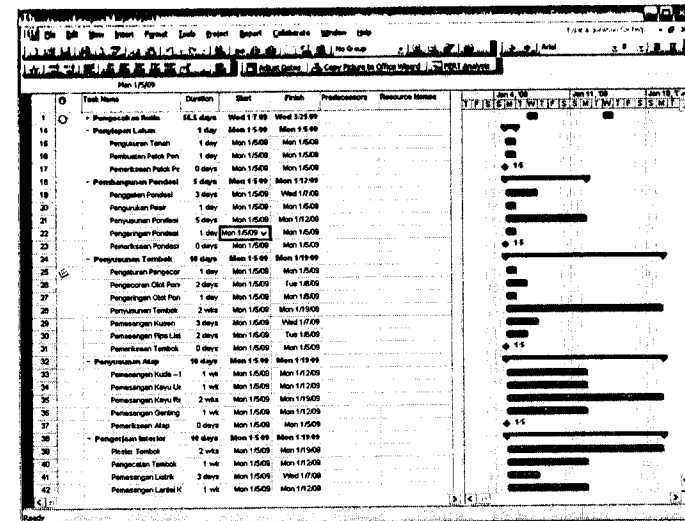 File Edit View Insert Format Tools Project Report Collaborate Window Help
No Group Arial 8
Adjust Dates Copy Picture to Office Wizard PERT Analysis
Mon 1/5/09
Task Name Duration Start Finish Predecessors Resource Names Jan 4, '09 Jan 11, '09 Jan 18,
T F S S M T W T F S S M T W T F S S M
1 + Pengecekan Rutin 55.5 days Wed 1/7/09 Wed 3/25/09
14 - Penyiapan Lahan 1 day Mon 1/5/09 Mon 1/5/09
15 Pengukuran Tanah 1 day Mon 1/5/09 Mon 1/5/09
16 Pembuatan Patok Pen 1 day Mon 1/5/09 Mon 1/5/09
17 Pemeriksaan Patok Pe 0 days Mon 1/5/09 Mon 1/5/09 1/5
18 - Pembangunan Pondasi 5 days Mon 1/5/09 Mon 1/12/09
19 Penggalian Pondasi 3 days Mon 1/5/09 Wed 1/7/09
20 Pengurukan Pasir 1 day Mon 1/5/09 Mon 1/5/09
21 Penyusunan Pondasi 5 days Mon 1/5/09 Mon 1/12/09
22 Pengeringan Pondasi 1 day Mon 1/5/09 Mon 1/5/09
23 Pemeriksaan Pondasi 0 days Mon 1/5/09 Mon 1/5/09 1/5
24 - Penyusunan Tembok 10 days Mon 1/5/09 Mon 1/19/09
25 Pengaturan Pengecor 1 day Mon 1/5/09 Mon 1/5/09
26 Pengecoran Slot Pon 2 days Mon 1/5/09 Tue 1/6/09
27 Pengeringan Slot Pon 1 day Mon 1/5/09 Mon 1/5/09
28 Penyusunan Tembok 2 wks Mon 1/5/09 Mon 1/19/09
29 Pemasangan Kusen 3 days Mon 1/5/09 Wed 1/7/09
30 Pemasangan Pipa List 2 days Mon 1/5/09 Tue 1/6/09
31 Pemeriksaan Tembok 0 days Mon 1/5/09 Mon 1/5/09 1/5
32 - Penyusunan Atap 10 days Mon 1/5/09 Mon 1/19/09
33 Pemasangan Kuda – 1 wk Mon 1/5/09 Mon 1/12/09
34 Pemasangan Kayu Us 1 wk Mon 1/5/09 Mon 1/12/09
35 Pemasangan Kayu Re 2 wks Mon 1/5/09 Mon 1/19/09
36 Pemasangan Genting 1 wk Mon 1/5/09 Mon 1/12/09
37 Pemeriksaan Atap 0 days Mon 1/5/09 Mon 1/5/09 1/5
38 - Pengerjaan Interior 10 days Mon 1/5/09 Mon 1/19/09
39 Plester Tembok 2 wks Mon 1/5/09 Mon 1/19/09
40 Pengecatan Tembok 1 wk Mon 1/5/09 Mon 1/12/09
41 Pemasangan Listrik 3 days Mon 1/5/09 Wed 1/7/09
42 Pemasangan Lantai K 1 wk Mon 1/5/09 Mon 1/12/09
Ready